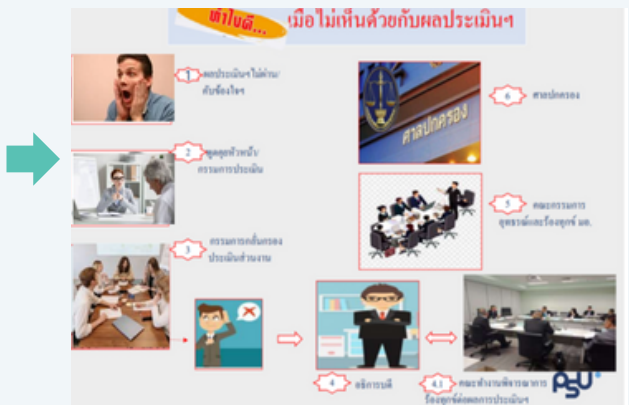 ทำไงดี... เมื่อไม่เห็นด้วยกับผลประเมินฯ
1 ผลประเมินฯ ไม่ผ่าน/
คับข้องใจฯ
2 พูดคุยหัวหน้า/
กรรมการประเมิน
3 กรรมการกลั่นกรอง
ประเมินส่วนงาน
4 อธิการบดี
4.1 คณะทำงานพิจารณาการ
ร้องทุกข์ต่อผลการประเมินฯ
5 คณะกรรมการ
อุทธรณ์และร้องทุกข์ มอ.
6 ศาลปกครอง
ศาลปกครอง
PSU